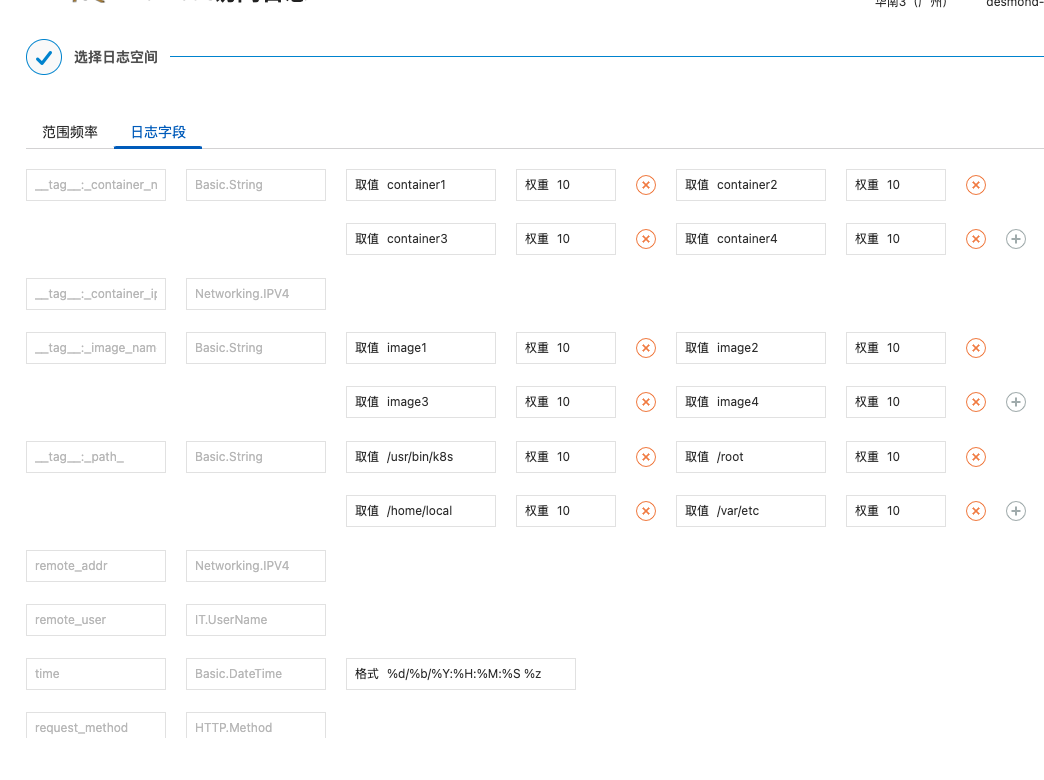 华南3（广州） desmond-
选择日志空间
范围频率 日志字段
__tag__:_container_n Basic.String 取值 container1 权重 10 取值 container2 权重 10
取值 container3 权重 10 取值 container4 权重 10
__tag__:_container_ip Networking.IPV4
__tag__:_image_nam Basic.String 取值 image1 权重 10 取值 image2 权重 10
取值 image3 权重 10 取值 image4 权重 10
__tag__:_path_ Basic.String 取值 /usr/bin/k8s 权重 10 取值 /root 权重 10
取值 /home/local 权重 10 取值 /var/etc 权重 10
remote_addr Networking.IPV4
remote_user IT.UserName
time Basic.DateTime 格式 %d/%b/%Y:%H:%M:%S %z
request_method HTTP.Method